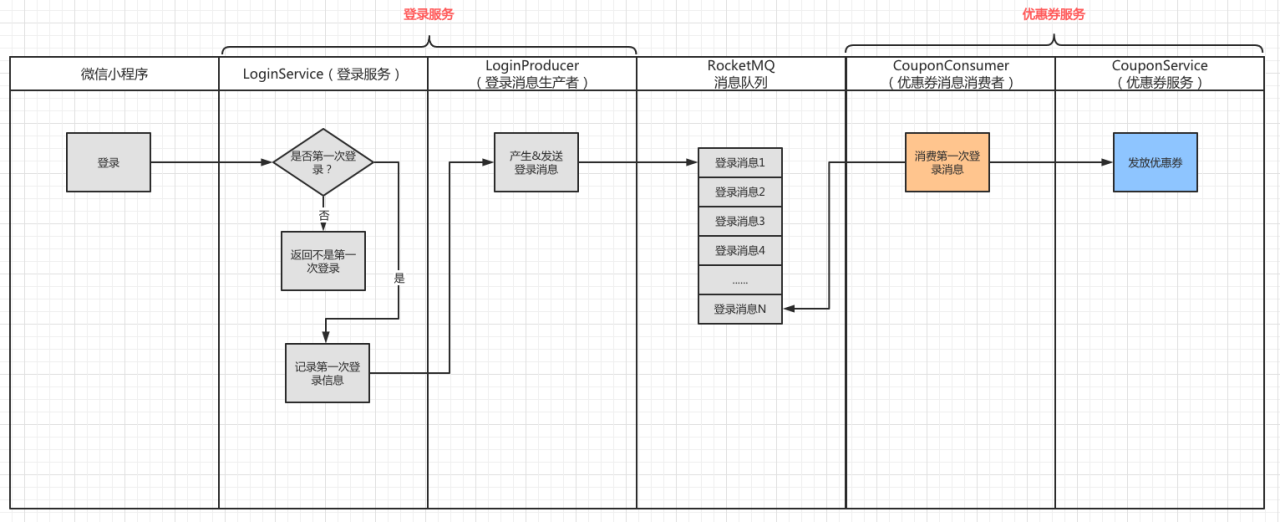 登录服务
优惠券服务
微信小程序
LoginService（登录服务）
LoginProducer
（登录消息生产者）
RocketMQ
消息队列
CouponConsumer
（优惠券消息消费者）
CouponService
（优惠券服务）
登录
是否第一次登
录？
否
返回不是第一
次登录
是
记录第一次登
录信息
产生&发送
登录消息
登录消息1
登录消息2
登录消息3
登录消息4
......
登录消息N
消费第一次登
录消息
发放优惠券